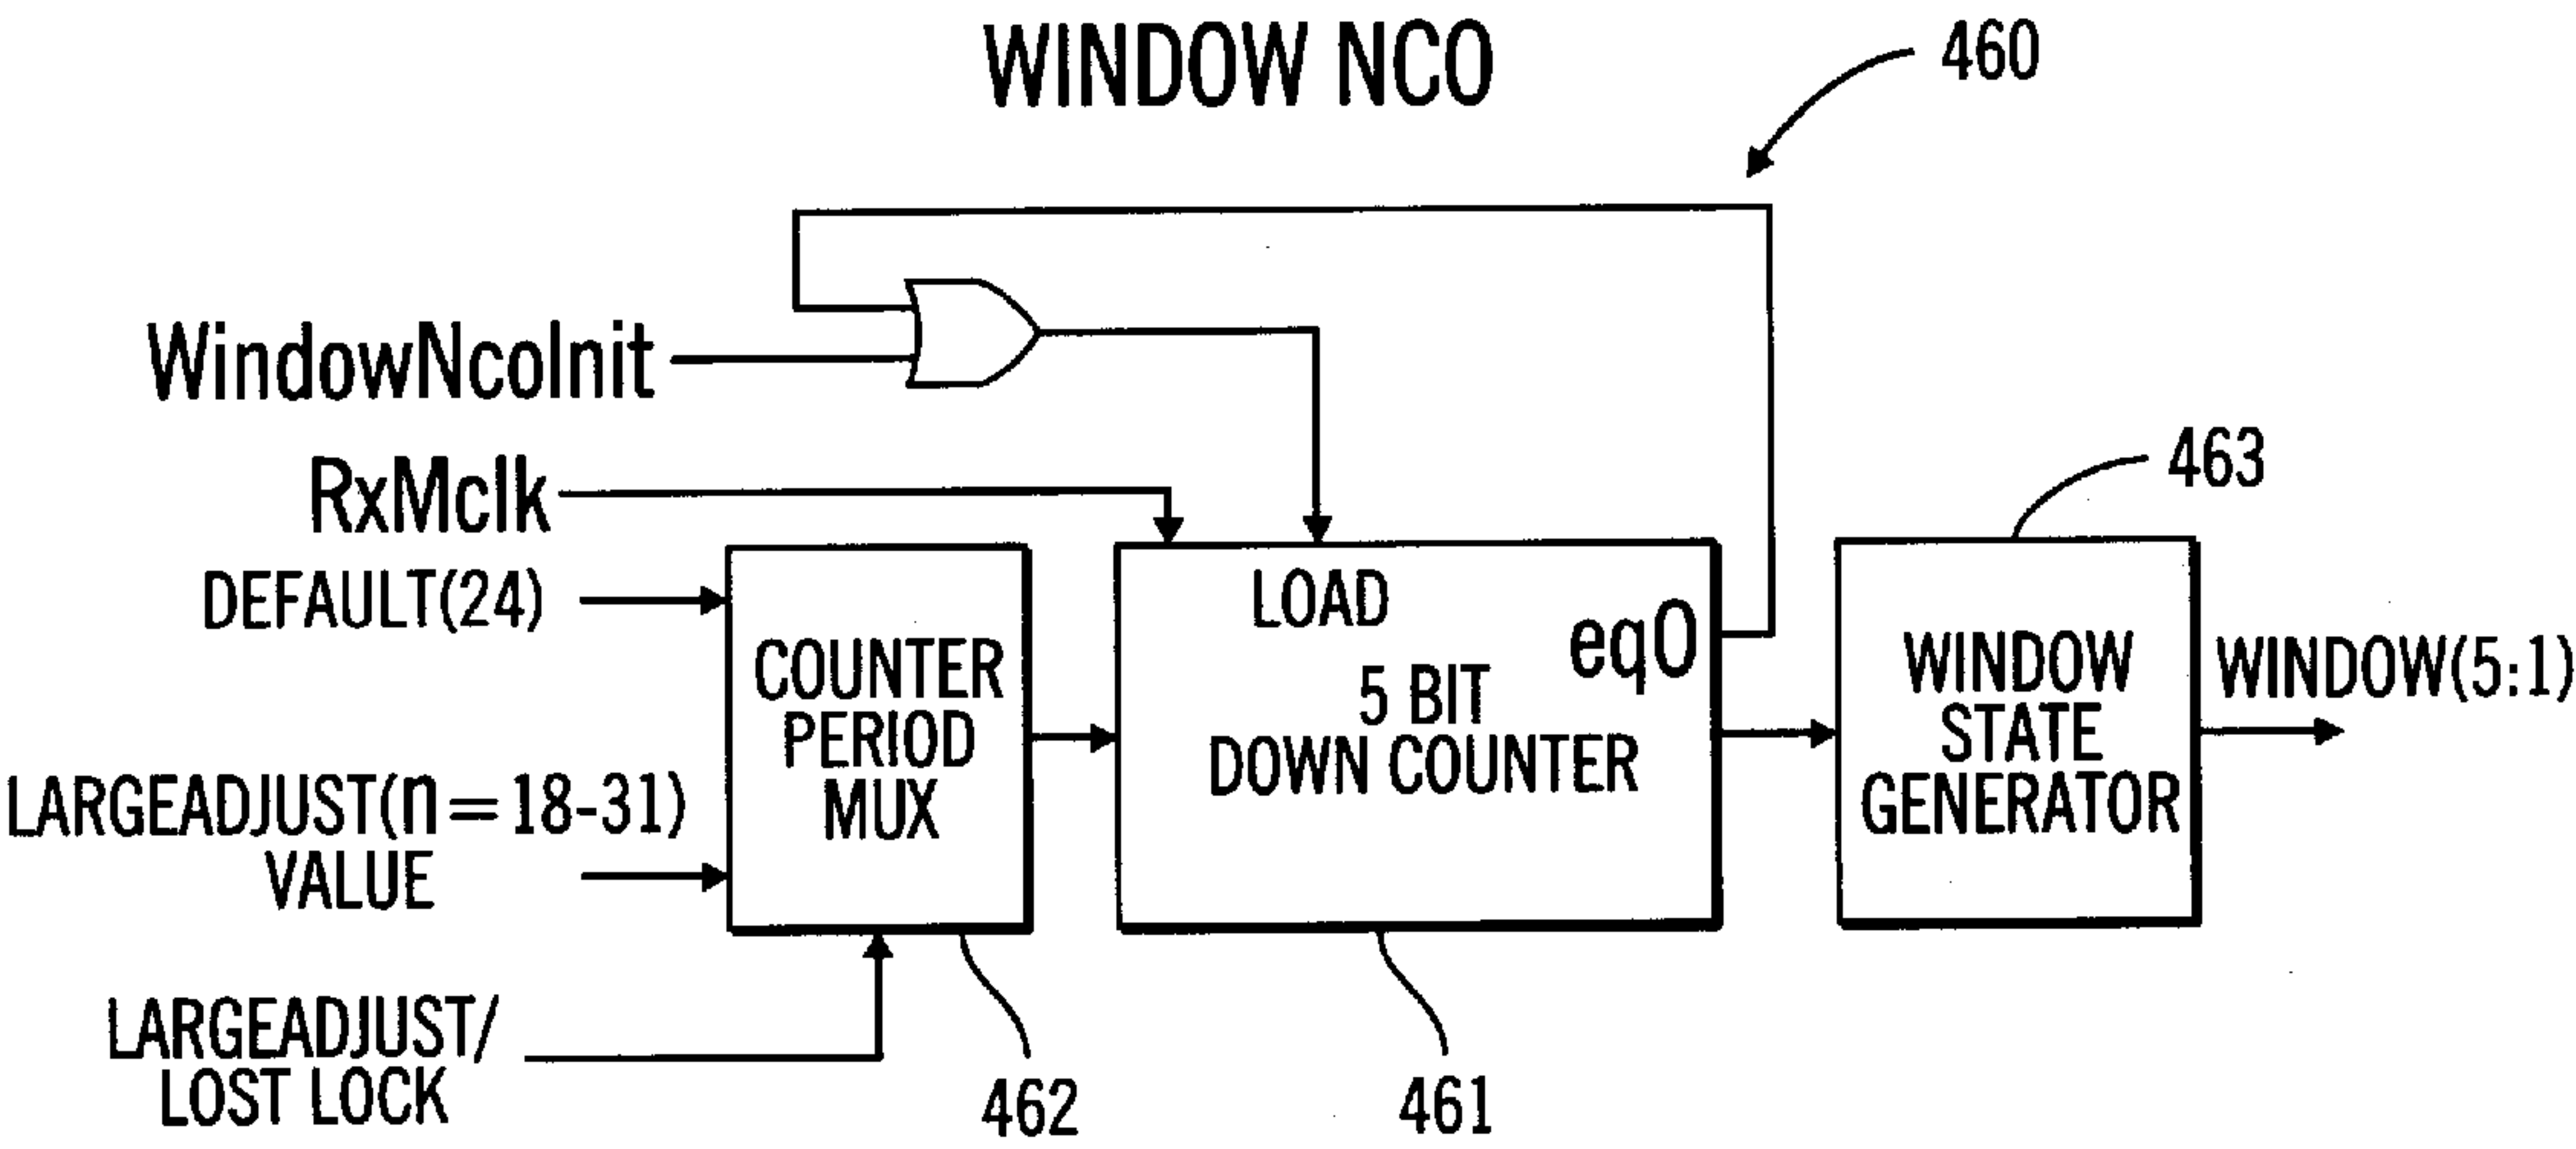 WINDOW NCO
460
WindowNcoInit
RxMclk
463
DEFAULT(24)
LOAD
eq0
COUNTER
PERIOD
MUX
5 BIT
DOWN COUNTER
WINDOW
STATE
GENERATOR
WINDOW(5:1)
LARGEADJUST(n=18-31)
VALUE
LARGEADJUST/
LOST LOCK
462
461